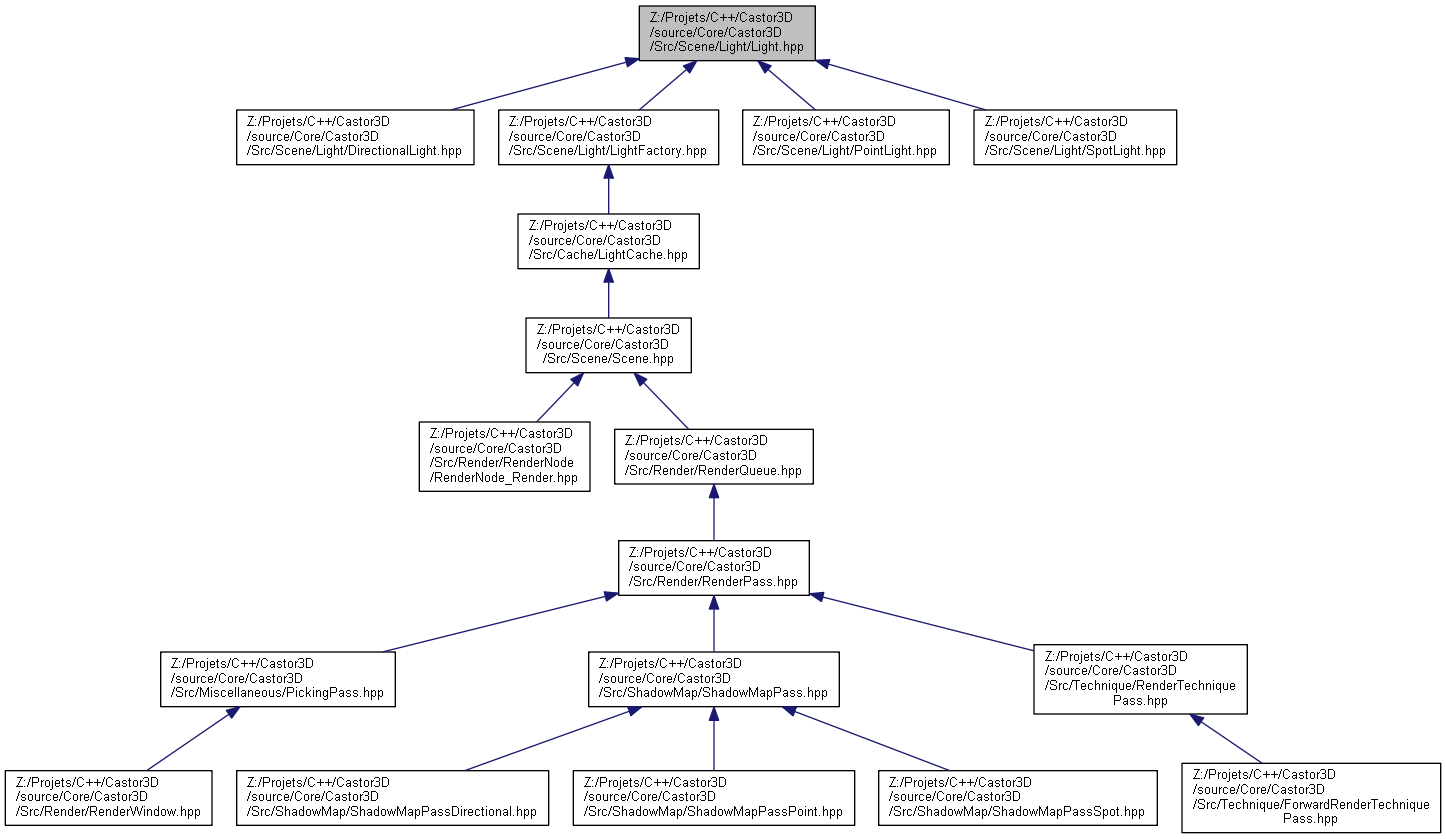 Z:/Projets/C++/Castor3D
/source/Core/Castor3D
/Src/Scene/Light/Light.hpp
Z:/Projets/C++/Castor3D
/source/Core/Castor3D
/Src/Scene/Light/DirectionalLight.hpp
Z:/Projets/C++/Castor3D
/source/Core/Castor3D
/Src/Scene/Light/LightFactory.hpp
Z:/Projets/C++/Castor3D
/source/Core/Castor3D
/Src/Scene/Light/PointLight.hpp
Z:/Projets/C++/Castor3D
/source/Core/Castor3D
/Src/Scene/Light/SpotLight.hpp
Z:/Projets/C++/Castor3D
/source/Core/Castor3D
/Src/Cache/LightCache.hpp
Z:/Projets/C++/Castor3D
/source/Core/Castor3D
/Src/Scene/Scene.hpp
Z:/Projets/C++/Castor3D
/source/Core/Castor3D
/Src/Render/RenderNode
/RenderNode_Render.hpp
Z:/Projets/C++/Castor3D
/source/Core/Castor3D
/Src/Render/RenderQueue.hpp
Z:/Projets/C++/Castor3D
/source/Core/Castor3D
/Src/Render/RenderPass.hpp
Z:/Projets/C++/Castor3D
/source/Core/Castor3D
/Src/Miscellaneous/PickingPass.hpp
Z:/Projets/C++/Castor3D
/source/Core/Castor3D
/Src/ShadowMap/ShadowMapPass.hpp
Z:/Projets/C++/Castor3D
/source/Core/Castor3D
/Src/Technique/RenderTechnique
Pass.hpp
Z:/Projets/C++/Castor3D
/source/Core/Castor3D
/Src/Render/RenderWindow.hpp
Z:/Projets/C++/Castor3D
/source/Core/Castor3D
/Src/ShadowMap/ShadowMapPassDirectional.hpp
Z:/Projets/C++/Castor3D
/source/Core/Castor3D
/Src/ShadowMap/ShadowMapPassPoint.hpp
Z:/Projets/C++/Castor3D
/source/Core/Castor3D
/Src/ShadowMap/ShadowMapPassSpot.hpp
Z:/Projets/C++/Castor3D
/source/Core/Castor3D
/Src/Technique/ForwardRenderTechnique
Pass.hpp